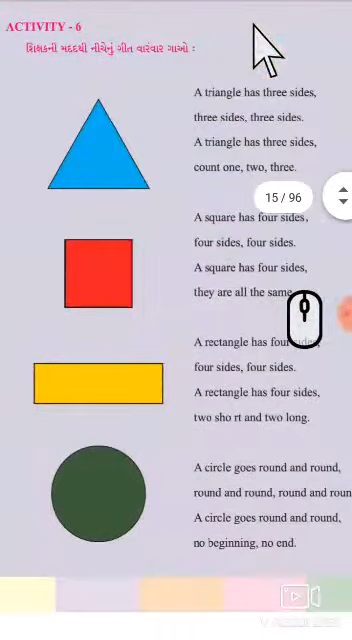 ACTIVITY - 6
શિક્ષકની મદદથી નીચેનું ગીત વારંવાર ગાઓ :
A triangle has three sides,
three sides, three sides.
A triangle has three sides,
count one, two, three.
15 / 96
A square has four sides,
four sides, four sides.
A square has four sides,
they are all the same
A rectangle has four sides,
four sides, four sides.
A rectangle has four sides,
two sho rt and two long.
A circle goes round and round,
round and round, round and roun
A circle goes round and round,
no beginning, no end.